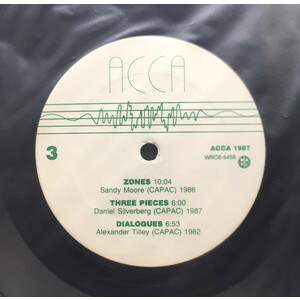 ACCA
3
ACCA 1987
WRC8-5458
ZONES 10:04
Sandy Moore (CAPAC) 1986
THREE PIECES 6:00
Daniel Silverberg (CAPAC) 1987
DIALOGUES 6:53
Alexander Tilley (CAPAC) 1982